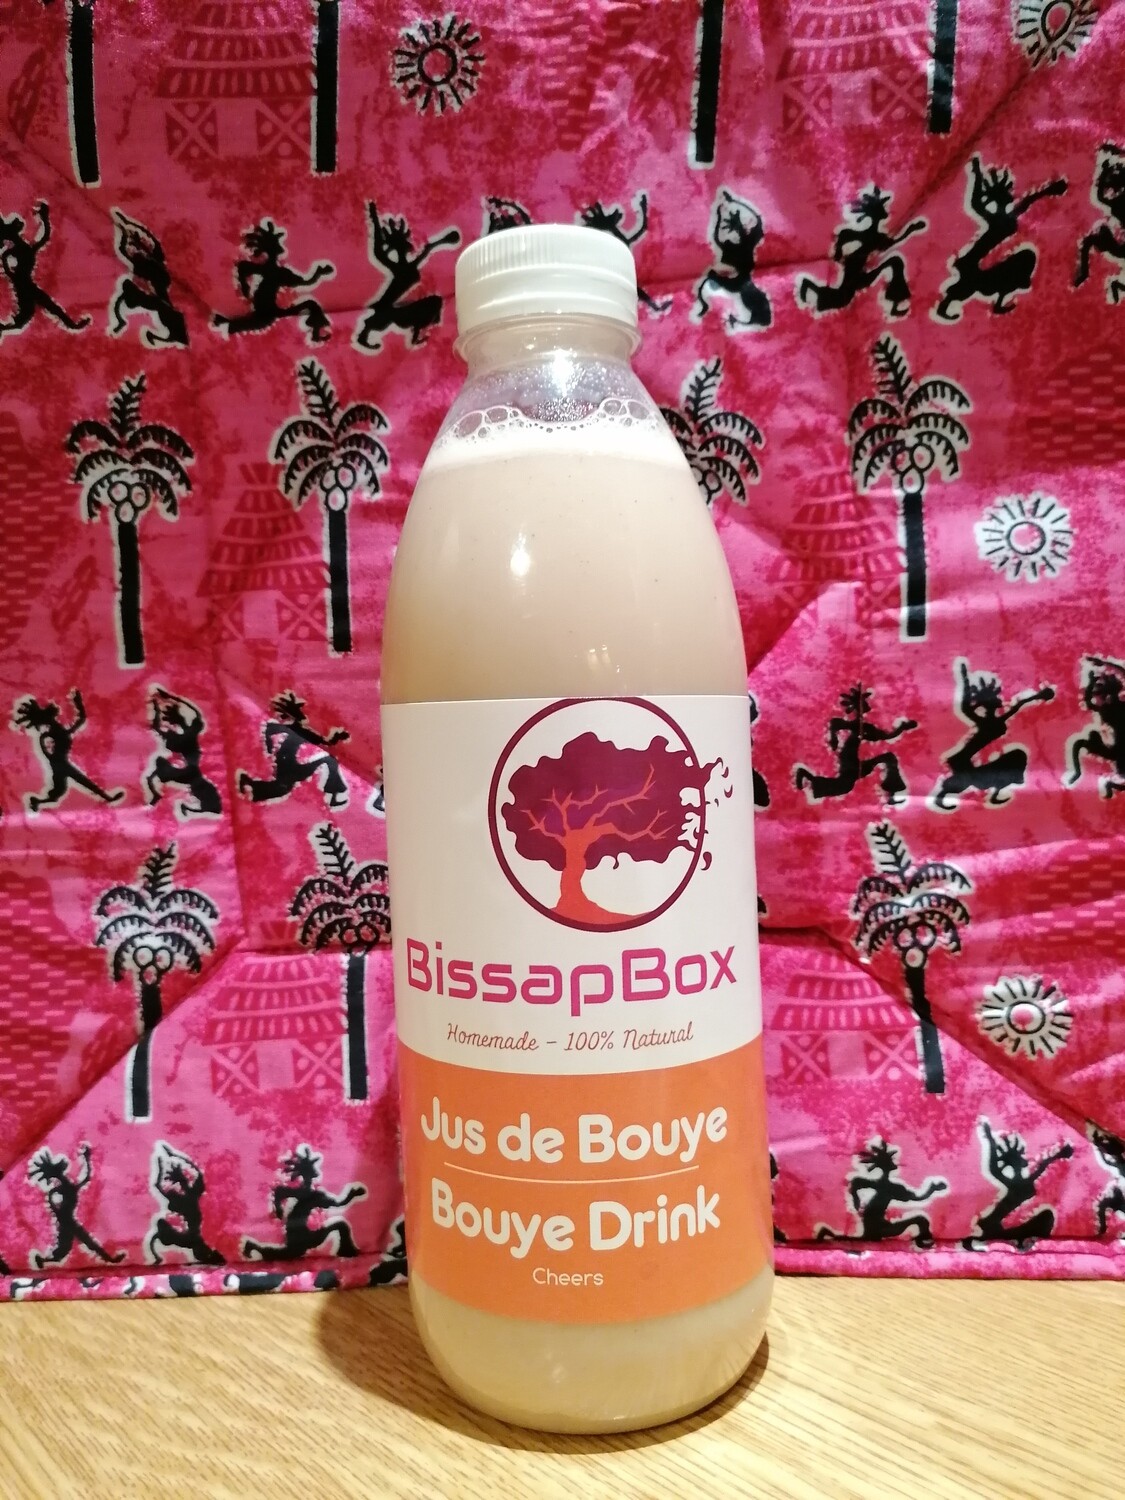 BissapBox
Homemade - 100% Natural
Jus de Bouye
Bouye Drink
Cheers